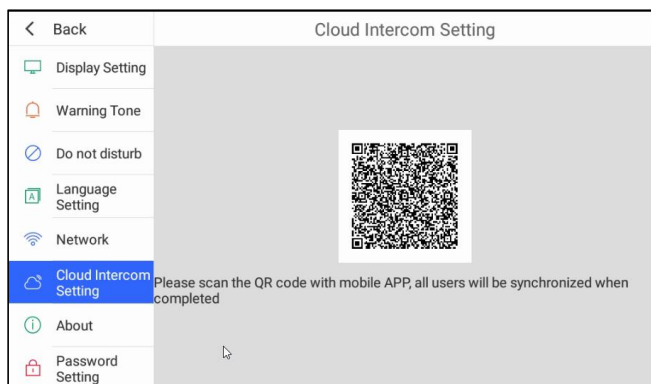 Back
Cloud Intercom Setting
Display Setting
Warning Tone
Do not disturb
Language
Setting
Network
Cloud Intercom
Setting
Please scan the QR code with mobile APP, all users will be synchronized when
completed
About
Password
Setting